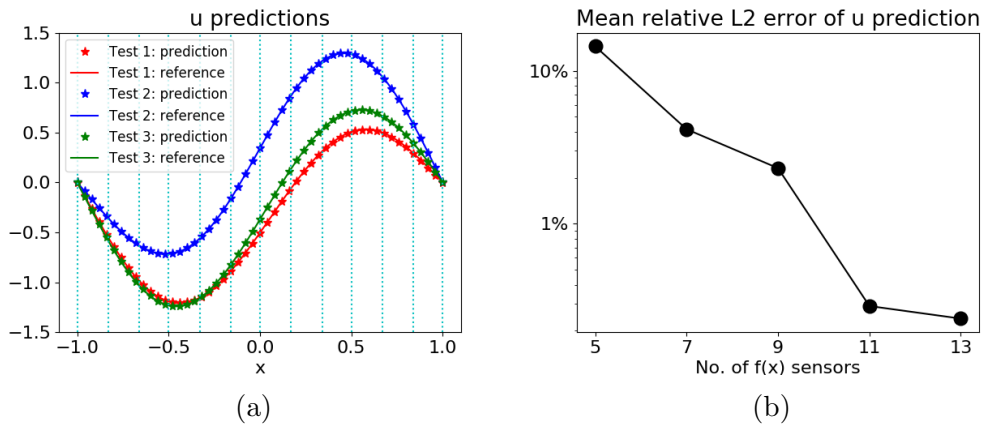 u predictions
1.5
1.0
0.5
0.0
−0.5
−1.0
−1.5
Test 1: prediction
Test 1: reference
Test 2: prediction
Test 2: reference
Test 3: prediction
Test 3: reference
−1.0 −0.5 0.0 0.5 1.0
x
(a)
Mean relative L2 error of u prediction
10%
1%
5 7 9 11 13
No. of f(x) sensors
(b)